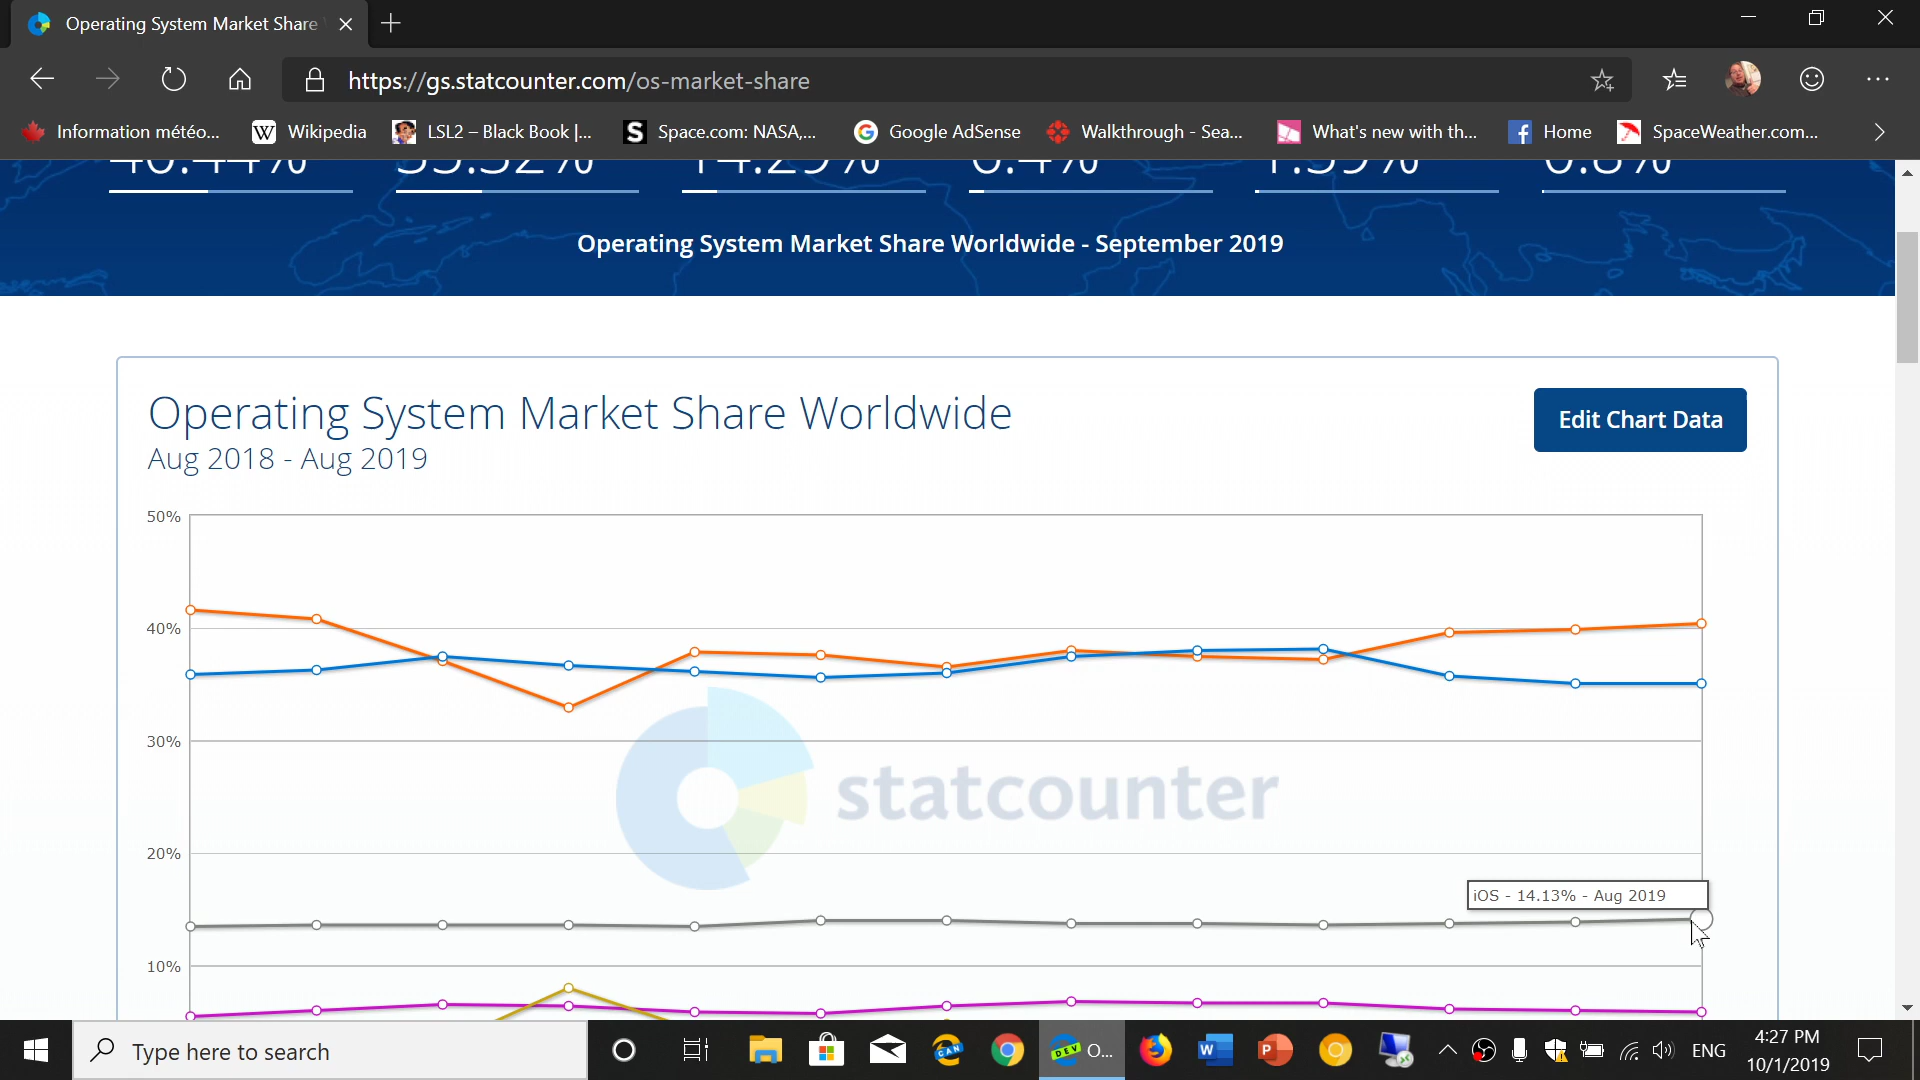 Operating System Market Share
https://gs.statcounter.com/os-market-share
Information météo...
Wikipedia
LSL2 – Black Book |...
Space.com: NASA,...
Google AdSense
Walkthrough - Sea...
What's new with th...
Home
SpaceWeather.com...
Operating System Market Share Worldwide - September 2019
Operating System Market Share Worldwide
Edit Chart Data
Aug 2018 - Aug 2019
50%
40%
30%
statcounter
20%
iOS - 14.13% - Aug 2019
10%
Type here to search
CAN
DEV
O...
ENG
4:27 PM
10/1/2019